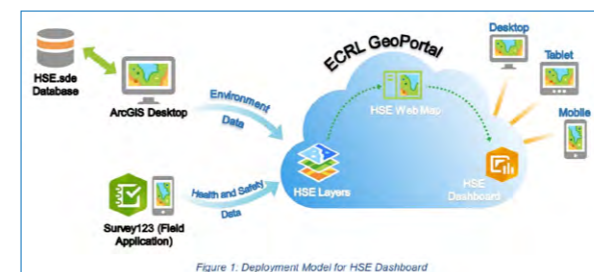 HSE.sde
Database
ArcGIS Desktop
Environment
Data
Survey123 (Field
Application)
Health and Safety
Data
ECRL GeoPortal
HSE Layers
HSE Web Map
HSE
Dashboard
Desktop
Tablet
Mobile
Figure 1: Deployment Model for HSE Dashboard